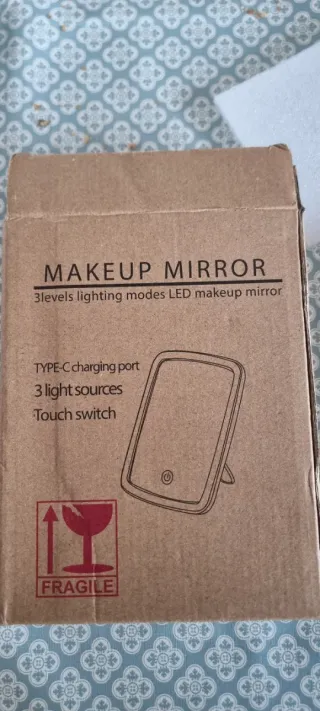 MAKEUP MIRROR
3levels lighting modes LED makeup mirror
TYPE-C charging port
3 light sources
Touch switch
FRAGILE